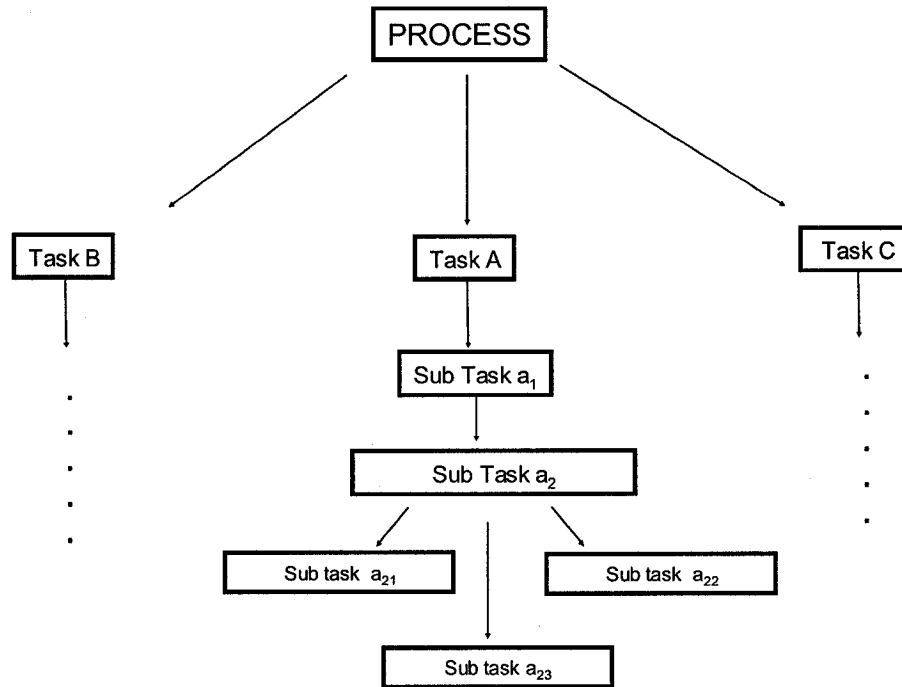 PROCESS
Task B
Task A
Task C
Sub Task a₁
Sub Task a₂
Sub task a₂₁
Sub task a₂₂
Sub task a₂₃